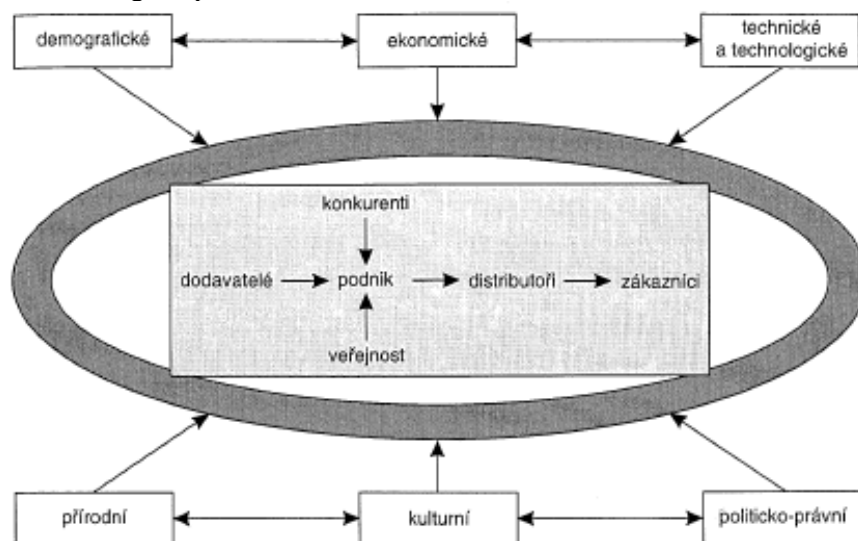 demografické
ekonomické
technické
a technologické
konkurenti
dodavatelé
podnik
distributoři
zákazníci
veřejnost
přírodní
kulturní
politicko-právní